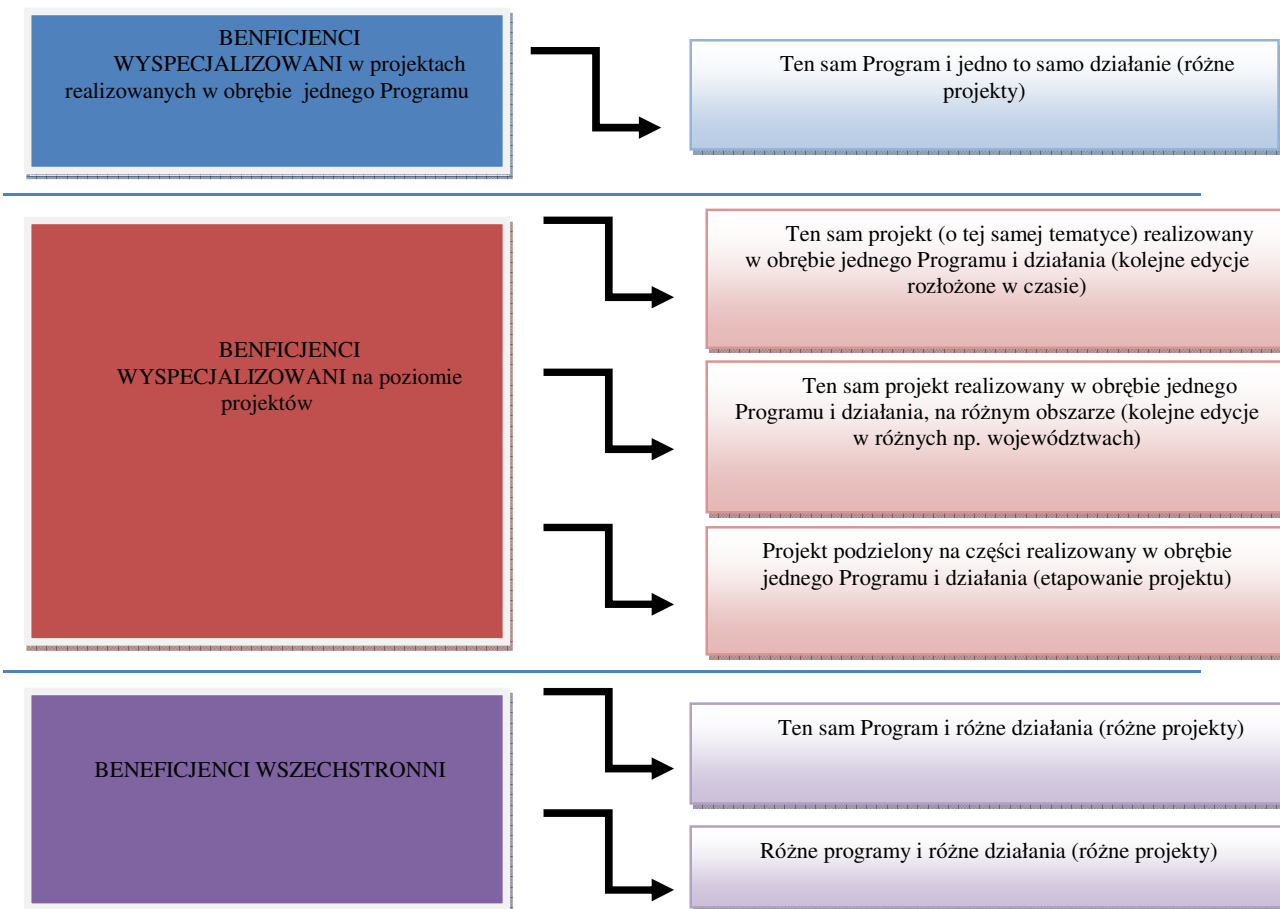 BENFICJENCI
WYSPECJALIZOWANI w projektach
realizowanych w obrębie jednego Programu
Ten sam Program i jedno to samo działanie (różne
projekty)
BENFICJENCI
WYSPECJALIZOWANI na poziomie
projektów
Ten sam projekt (o tej samej tematyce) realizowany
w obrębie jednego Programu i działania (kolejne edycje
rozłożone w czasie)
Ten sam projekt realizowany w obrębie jednego
Programu i działania, na różnym obszarze (kolejne edycje
w różnych np. województwach)
Projekt podzielony na części realizowany w obrębie
jednego Programu i działania (etapowanie projektu)
BENEFICJENCI WSZECHSTRONNI
Ten sam Program i różne działania (różne projekty)
Różne programy i różne działania (różne projekty)